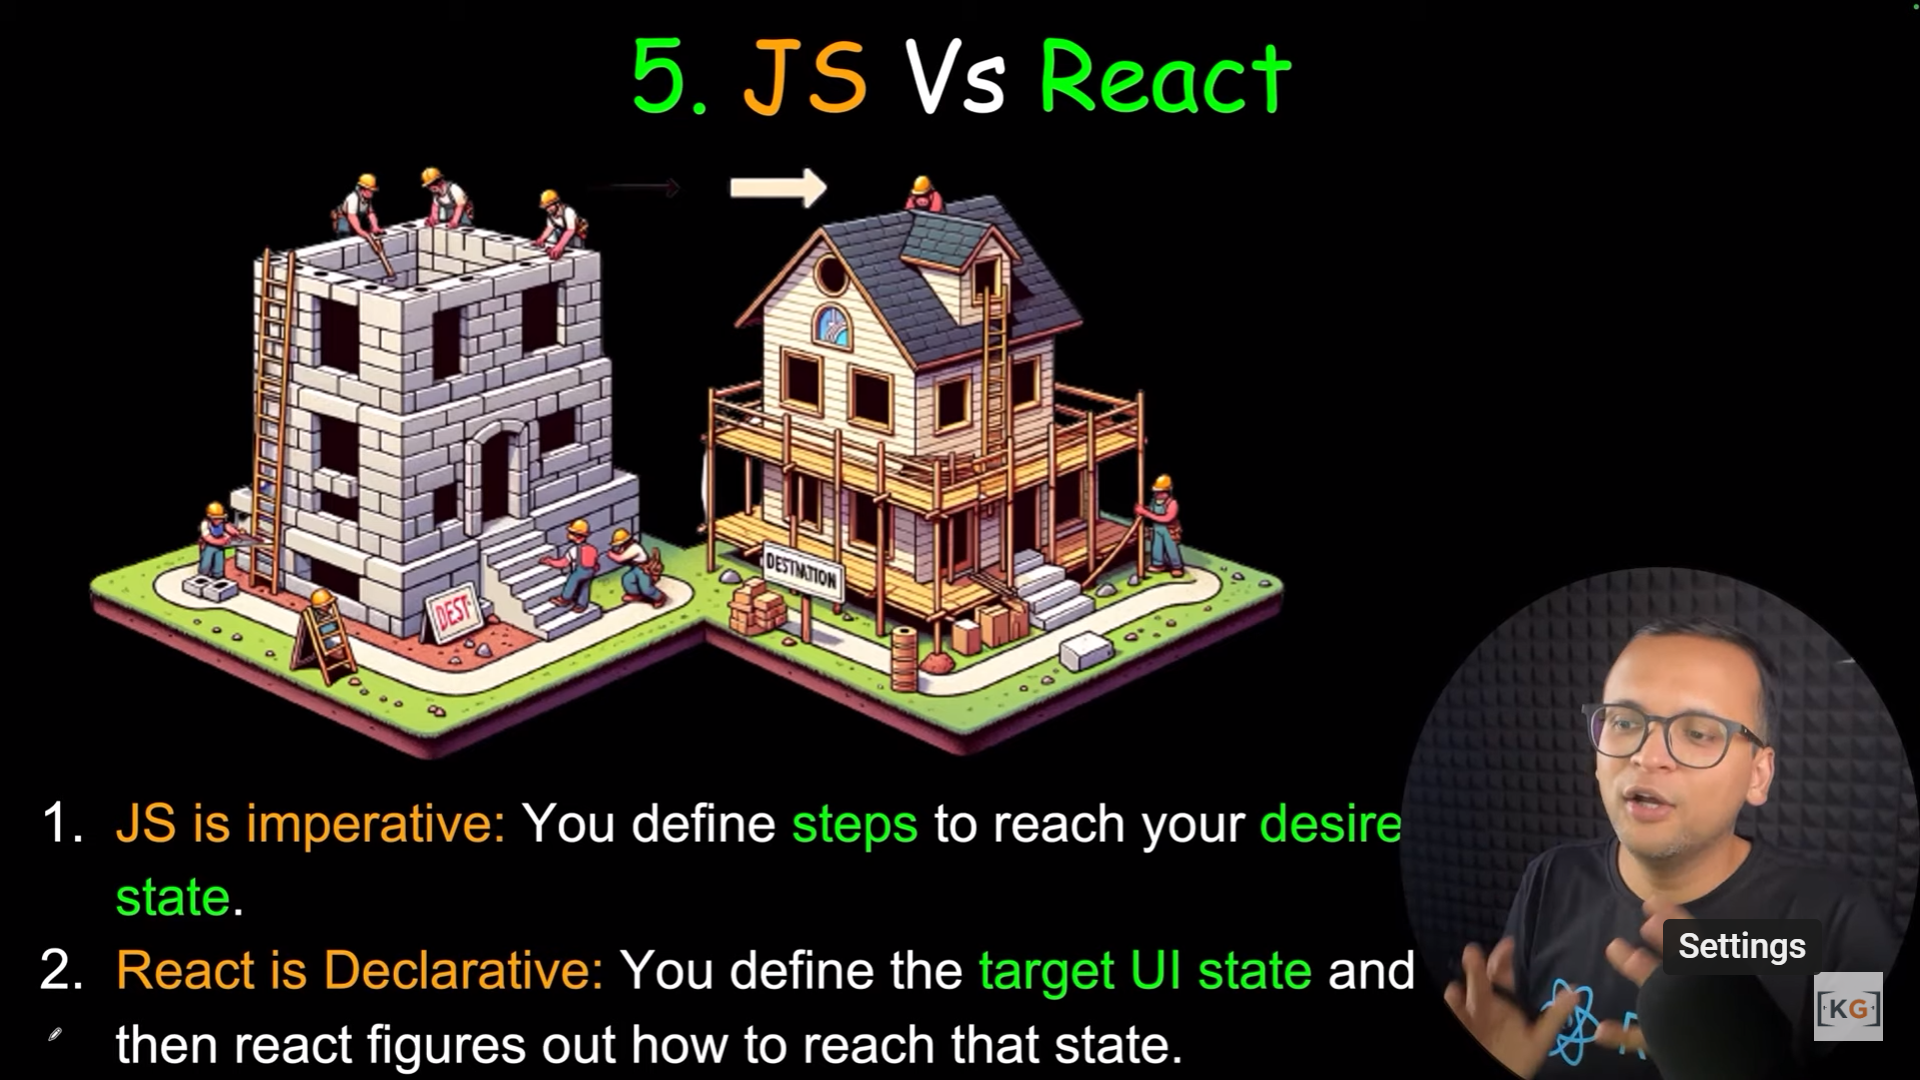 5. JS Vs React
DEST
DESTINATION
1. JS is imperative: You define steps to reach your desire
state.
2. React is Declarative: You define the target UI state and
then react figures out how to reach that state.
Settings
KG